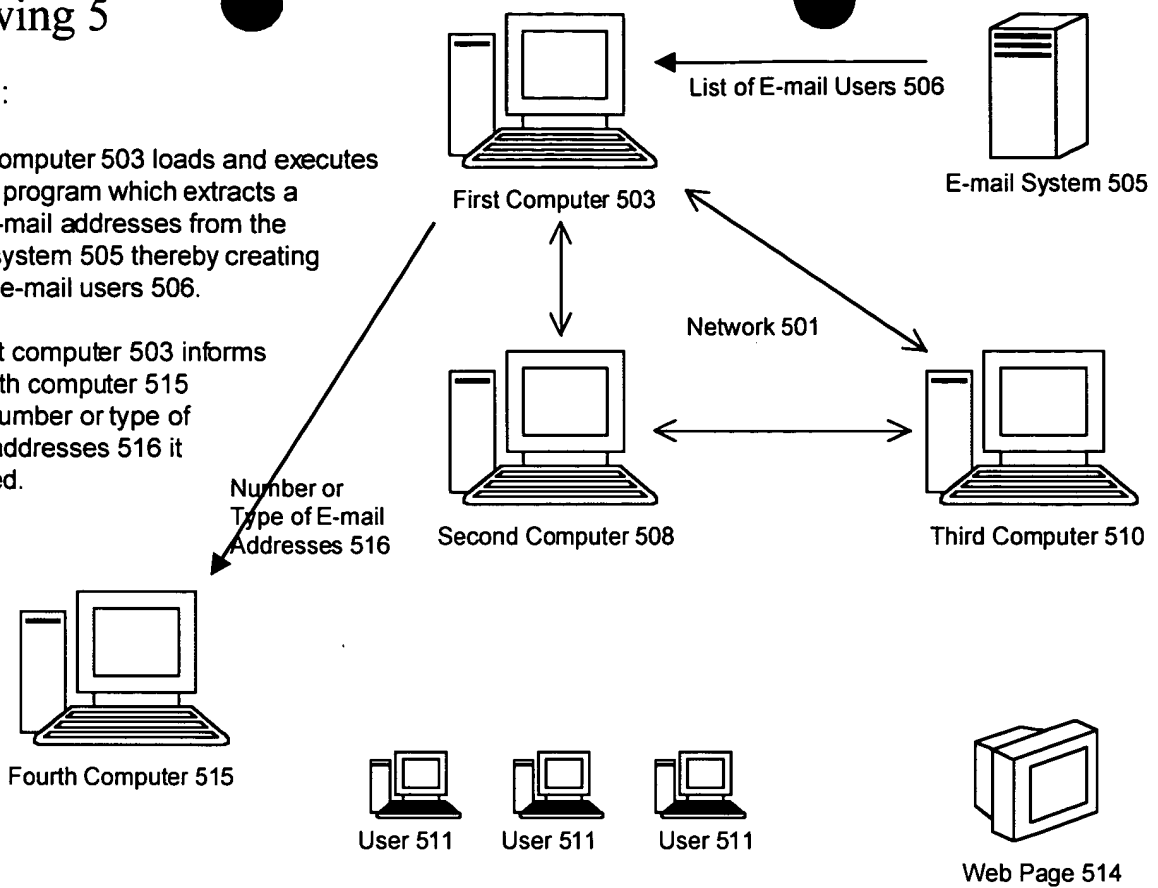 ving 5
:
omputer 503 loads and executes
program which extracts a
-mail addresses from the
system 505 thereby creating
e-mail users 506.
t computer 503 informs
th computer 515
umber or type of
addresses 516 it
ed.
List of E-mail Users 506
First Computer 503
E-mail System 505
Network 501
Number or
Type of E-mail
Addresses 516
Second Computer 508
Third Computer 510
Fourth Computer 515
User 511
User 511
User 511
Web Page 514